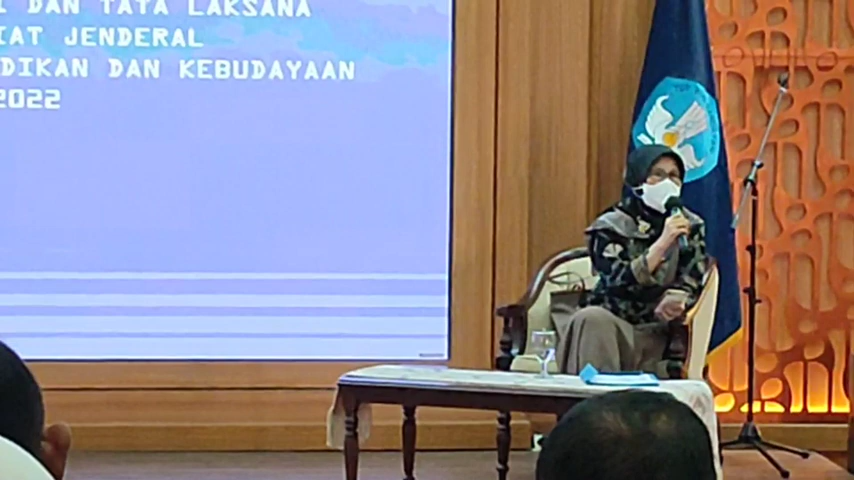 I DAN TATA LAKSANA
IAT JENDERAL
DIKAN DAN KEBUDAYAAN
2022